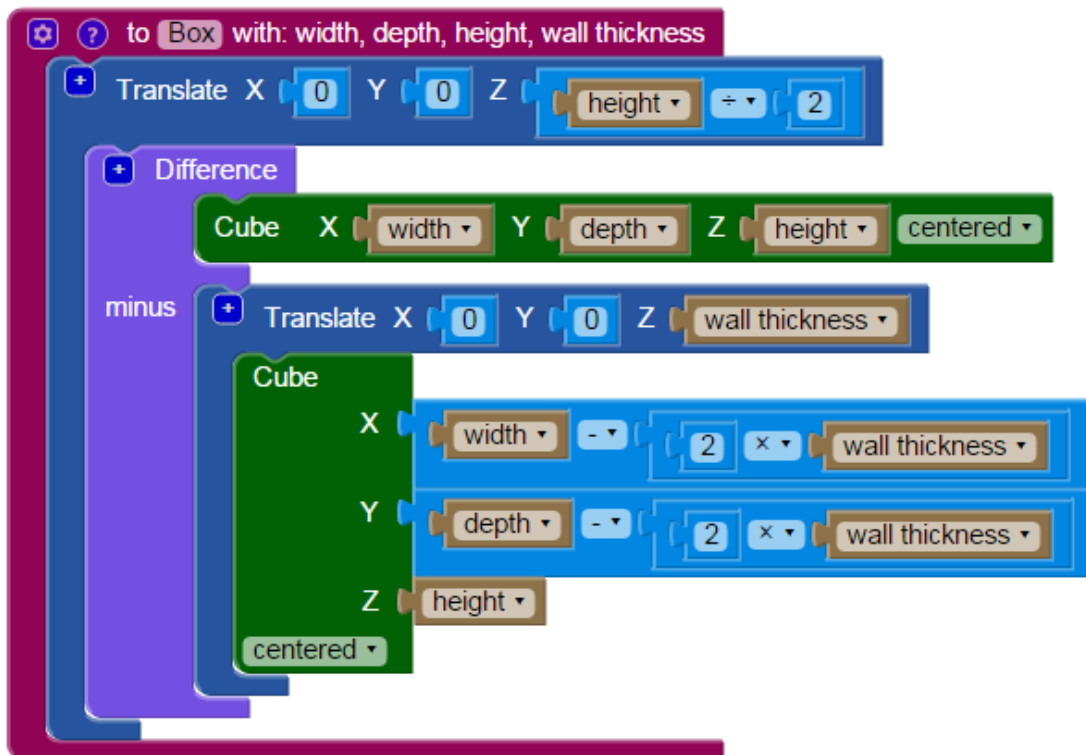 ? to Box with: width, depth, height, wall thickness
+ Translate X 0 Y 0 Z height ÷ 2
+ Difference
Cube X width Y depth Z height centered
minus + Translate X 0 Y 0 Z wall thickness
Cube
X width - 2 × wall thickness
Y depth - 2 × wall thickness
Z height
centered